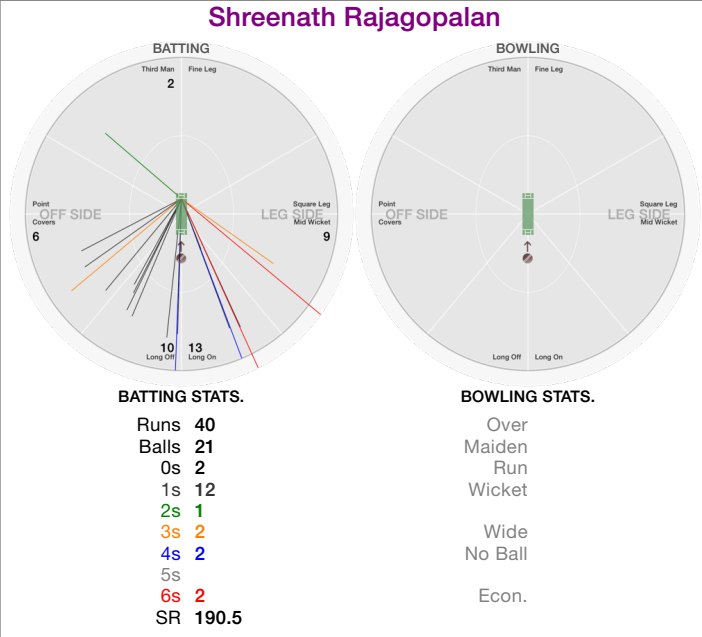 Shreenath Rajagopalan
BATTING
Third Man Fine Leg
2
Point
OFF SIDE
Covers
6
Square Leg
LEG SIDE
Mid Wicket
9
10 13
Long Off Long On
BOWLING
Third Man Fine Leg
Point
OFF SIDE
Covers
Square Leg
LEG SIDE
Mid Wicket
Long Off Long On
BATTING STATS.
Runs 40
Balls 21
0s 2
1s 12
2s 1
3s 2
4s 2
5s
6s 2
SR 190.5
BOWLING STATS.
Over
Maiden
Run
Wicket
Wide
No Ball
Econ.